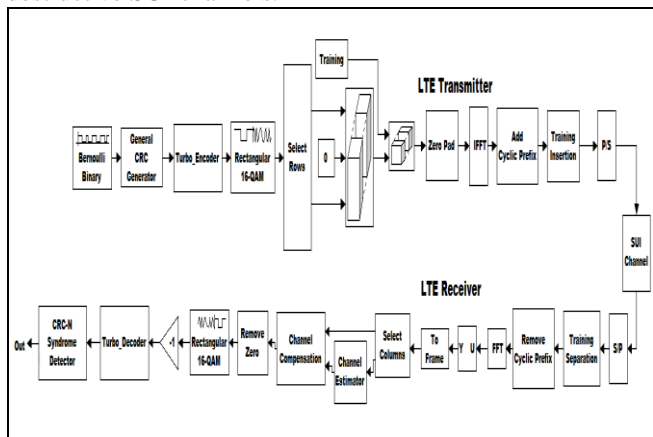 Training
LTE Transmitter
Bernoulli
Binary
General
CRC
Generator
Turbo_Encoder
Rectangular
16-QAM
Select
Rows
0
Zero Pad
IFFT
Add
Cyclic Prefix
Training
Insertion
P/S
SUI
Channel
LTE Receiver
S/P
Training
Separation
Remove
Cyclic Prefix
FFT
Y U
To
Frame
Select
Columns
Channel
Estimator
Channel
Compensation
Remove
Zero
Rectangular
16-QAM
-1
Turbo_Decoder
CRC-N
Syndrome
Detector
Out